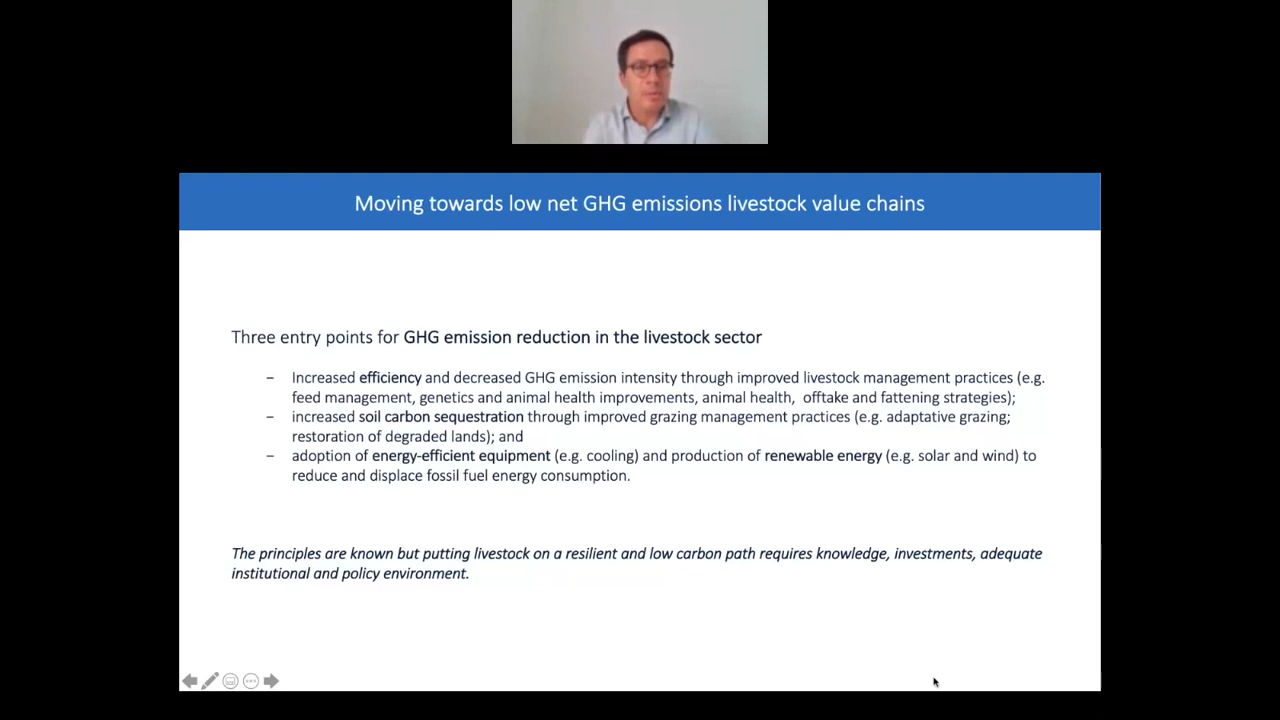 Moving towards low net GHG emissions livestock value chains
Three entry points for GHG emission reduction in the livestock sector
– Increased efficiency and decreased GHG emission intensity through improved livestock management practices (e.g.
feed management, genetics and animal health improvements, animal health, offtake and fattening strategies);
– increased soil carbon sequestration through improved grazing management practices (e.g. adaptative grazing;
restoration of degraded lands); and
– adoption of energy-efficient equipment (e.g. cooling) and production of renewable energy (e.g. solar and wind) to
reduce and displace fossil fuel energy consumption.
The principles are known but putting livestock on a resilient and low carbon path requires knowledge, investments, adequate
institutional and policy environment.